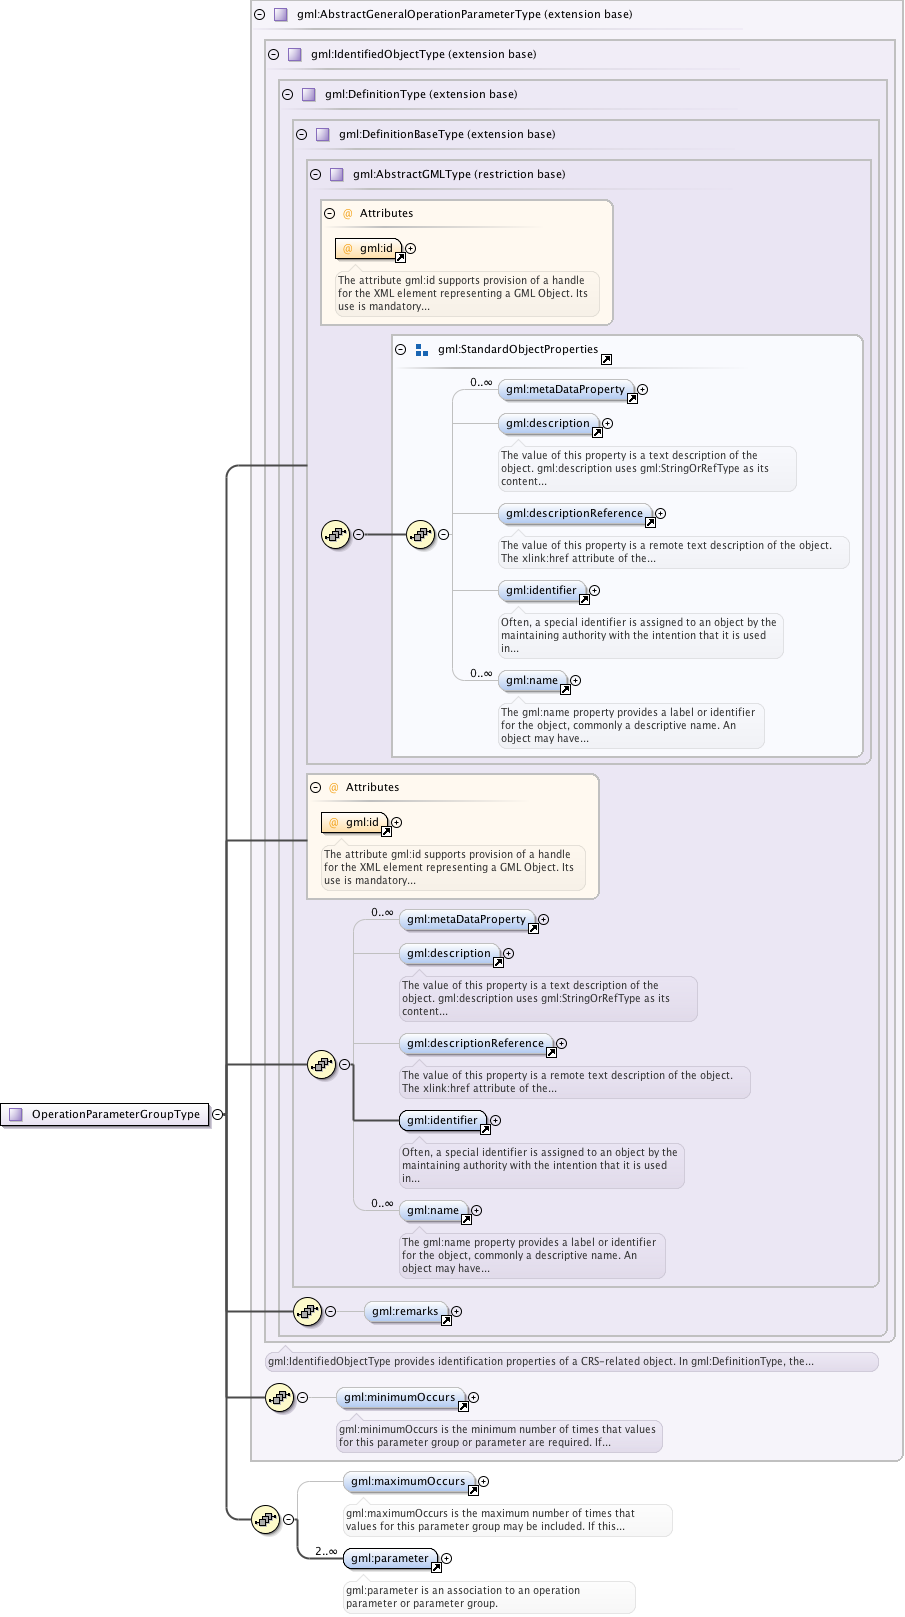 gml:AbstractGeneralOperationParameterType (extension base)
gml:IdentifiedObjectType (extension base)
gml:DefinitionType (extension base)
gml:DefinitionBaseType (extension base)
gml:AbstractGMLType (restriction base)
@ Attributes
@ gml:id
The attribute gml:id supports provision of a handle
for the XML element representing a GML Object. Its
use is mandatory...
gml:StandardObjectProperties
0..∞
gml:metaDataProperty
gml:description
The value of this property is a text description of the
object. gml:description uses gml:StringOrRefType as its
content...
gml:descriptionReference
The value of this property is a remote text description of the object.
The xlink:href attribute of the...
gml:identifier
Often, a special identifier is assigned to an object by the
maintaining authority with the intention that it is used
in...
0..∞
gml:name
The gml:name property provides a label or identifier
for the object, commonly a descriptive name. An
object may have...
@ Attributes
@ gml:id
The attribute gml:id supports provision of a handle
for the XML element representing a GML Object. Its
use is mandatory...
0..∞
gml:metaDataProperty
gml:description
The value of this property is a text description of the
object. gml:description uses gml:StringOrRefType as its
content...
gml:descriptionReference
The value of this property is a remote text description of the object.
The xlink:href attribute of the...
OperationParameterGroupType
gml:identifier
Often, a special identifier is assigned to an object by the
maintaining authority with the intention that it is used
in...
0..∞
gml:name
The gml:name property provides a label or identifier
for the object, commonly a descriptive name. An
object may have...
gml:remarks
gml:IdentifiedObjectType provides identification properties of a CRS-related object. In gml:DefinitionType, the...
gml:minimumOccurs
gml:minimumOccurs is the minimum number of times that values
for this parameter group or parameter are required. If...
gml:maximumOccurs
gml:maximumOccurs is the maximum number of times that
values for this parameter group may be included. If this...
2..∞
gml:parameter
gml:parameter is an association to an operation
parameter or parameter group.